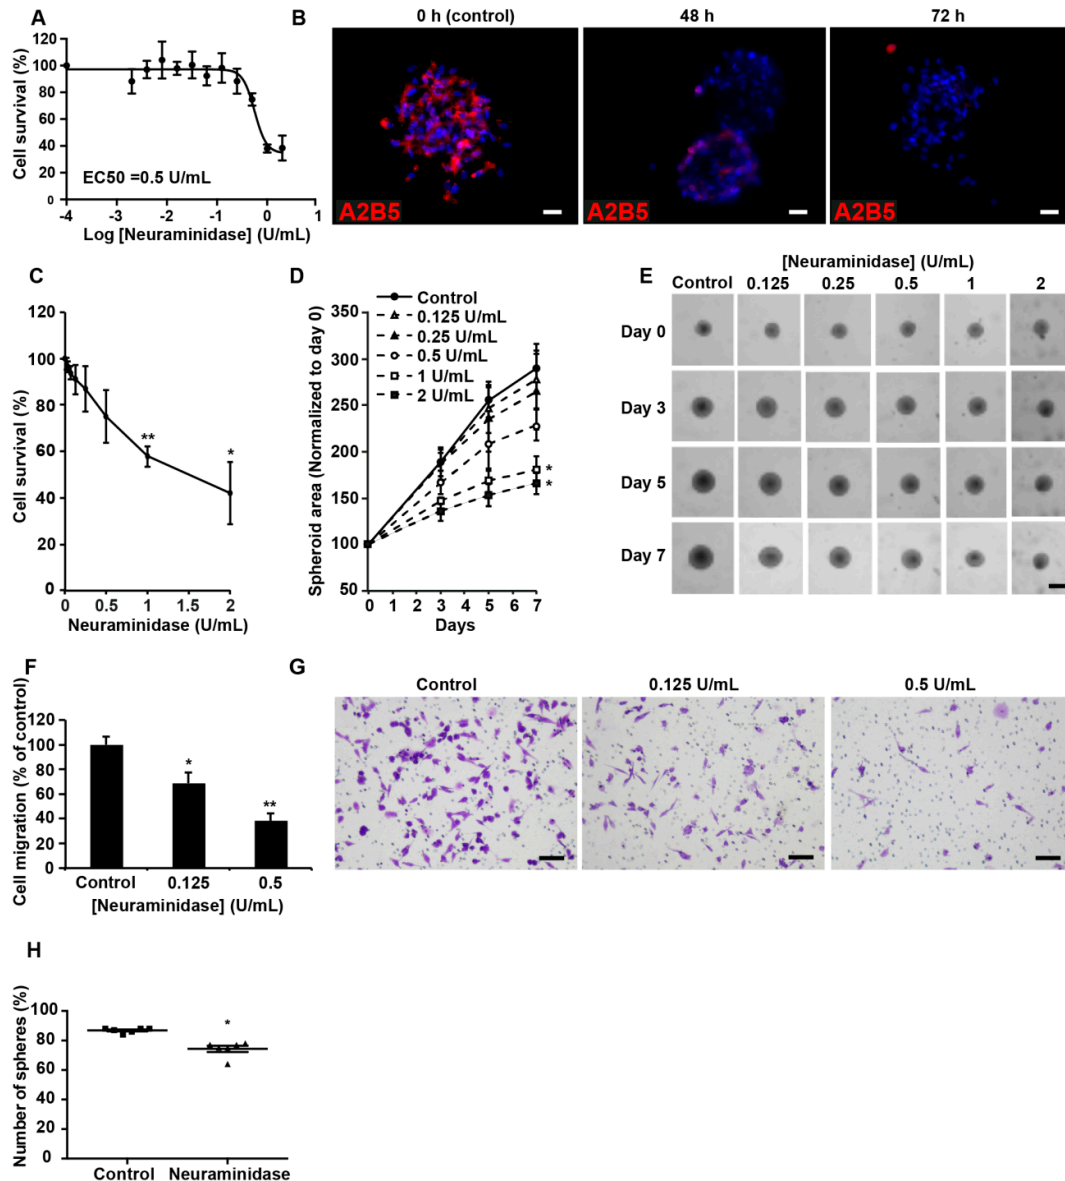 A
Cell survival (%)
120
100
80
60
40
20
0
EC50 =0.5 U/mL
-4 -3 -2 -1 0 1
Log [Neuraminidase] (U/mL)
B
0 h (control) 48 h 72 h
A2B5 A2B5 A2B5
C
Cell survival (%)
120
100
80
60
40
20
0
** *
0 0.5 1 1.5 2
Neuraminidase (U/mL)
D
Spheroid area (Normalized to day 0)
350
300
250
200
150
100
50
Control
0.125 U/mL
0.25 U/mL
0.5 U/mL
1 U/mL
2 U/mL
*
*
0 1 2 3 4 5 6 7
Days
E
[Neuraminidase] (U/mL)
Control 0.125 0.25 0.5 1 2
Day 0
Day 3
Day 5
Day 7
F
Cell migration (% of control)
120
100
80
60
40
20
0
* **
Control 0.125 0.5
[Neuraminidase] (U/mL)
G
Control 0.125 U/mL 0.5 U/mL
H
Number of spheres (%)
100
80
60
40
20
0
*
Control Neuraminidase